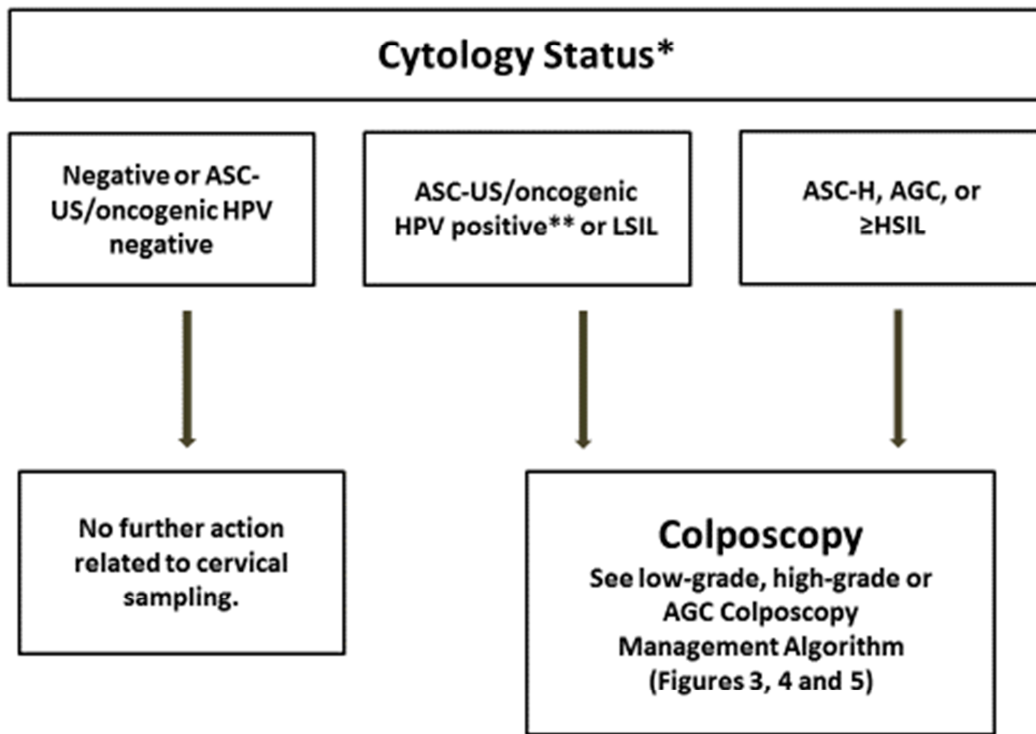 Cytology Status*
Negative or ASC-
US/oncogenic HPV
negative
ASC-US/oncogenic
HPV positive** or LSIL
ASC-H, AGC, or
≥HSIL
No further action
related to cervical
sampling.
Colposcopy
See low-grade, high-grade or
AGC Colposcopy
Management Algorithm
(Figures 3, 4 and 5)